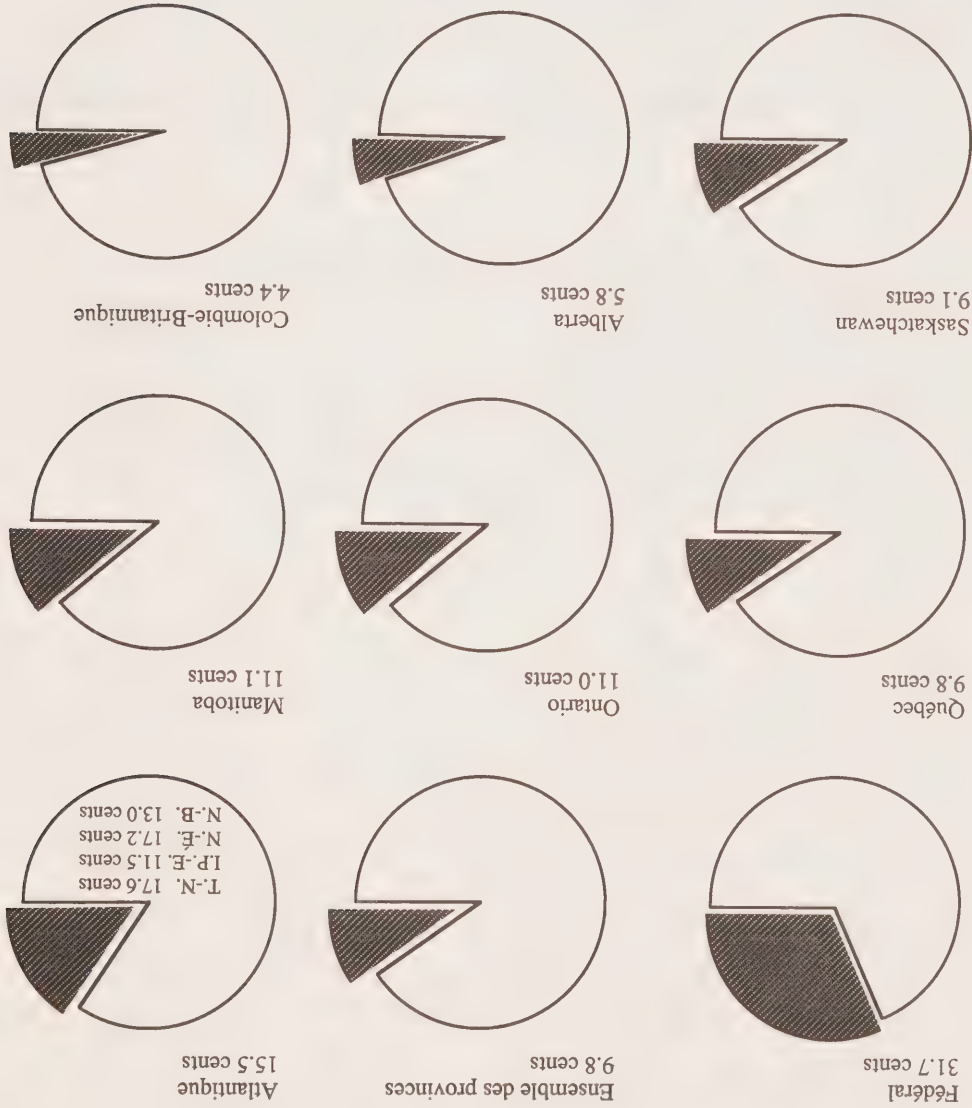 Fédéral
31.7 cents
Ensemble des provinces
9.8 cents
Atlantique
15.5 cents
T.-N. 17.6 cents
I.P.-E. 11.5 cents
N.-É. 17.2 cents
N.-B. 13.0 cents
Québec
9.8 cents
Ontario
11.0 cents
Manitoba
11.1 cents
Saskatchewan
9.1 cents
Alberta
5.8 cents
Colombie-Britannique
4.4 cents